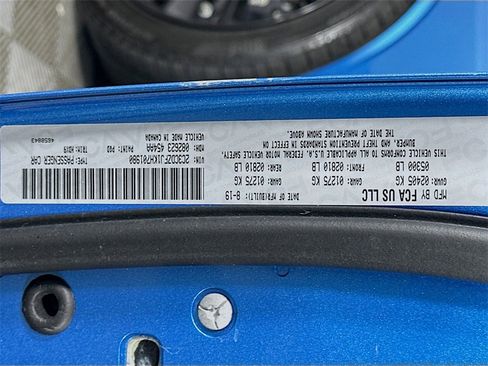 MFD BY FCA US LLC
DATE OF MFR(BUILT): 8-19
GVWR: 02405 KG
05300 LB
GAWR: 01275 KG
FRONT: 02810 LB
GAWR: 01275 KG
REAR: 02810 LB
THIS VEHICLE CONFORMS TO ALL APPLICABLE U.S.A. FEDERAL MOTOR VEHICLE SAFETY,
BUMPER, AND THEFT PREVENTION STANDARDS IN EFFECT ON
THE DATE OF MANUFACTURE SHOWN ABOVE.
VIN:
TYPE: PASSENGER CAR
MDH:
PAINT: PQD
TRIM:
VEHICLE MADE IN CANADA